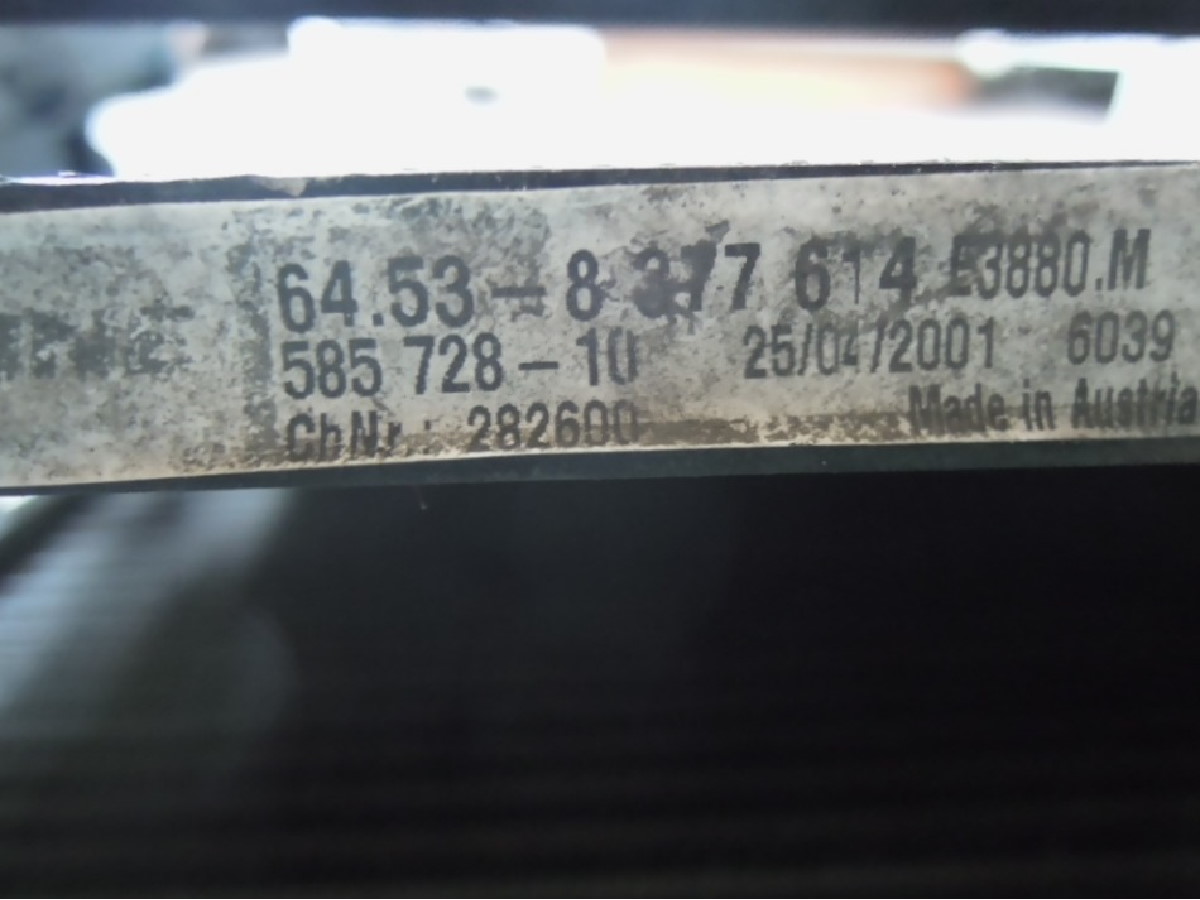 64.53-8 377 614 E3880.M
585 728-10 25/04/2001 6039
ChNr: 282600 Made in Austria